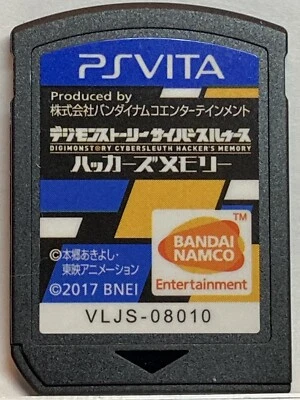 PSVITA
Produced by
株式会社バンダイナムコエンターテインメント
デジモンストーリー サイバースルゥース
DIGIMONSTORY CYBERSLEUTH HACKER'S MEMORY
ハッカーズメモリー
©本郷あきよし・
東映アニメーション
©2017 BNEI
BANDAI
NAMCO
TM
Entertainment
VLJS-08010